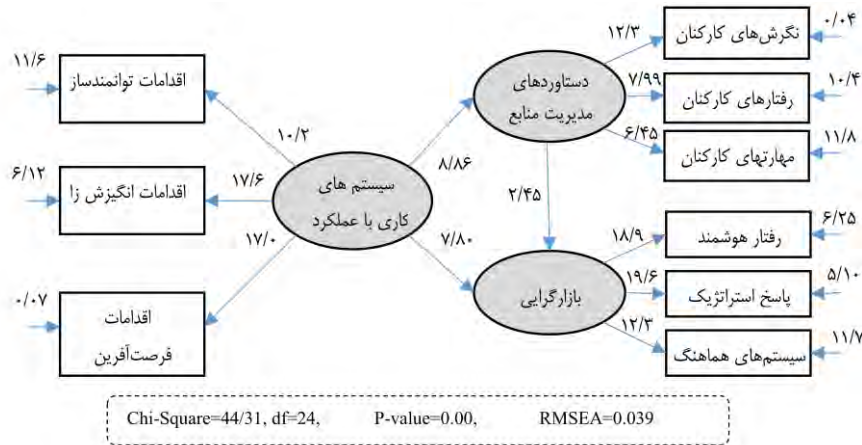 ۱۲/۳
نگرش‌های کارکنان
۰/۰۴
۱۱/۶
اقدامات توانمندساز
دستاوردهای
مدیریت منابع
۷/۹۹
رفتارهای کارکنان
۱۰/۴
۱۰/۲
۶/۴۵
مهارتهای کارکنان
۱۱/۸
۸/۸۶
۶/۱۲
اقدامات انگیزش زا
۱۷/۶
سیستم های
کاری با عملکرد
۲/۴۵
۱۷/۰
۷/۸۰
۱۸/۹
رفتار هوشمند
۶/۲۵
بازارگرایی
۱۹/۶
پاسخ استراتژیک
۵/۱۰
۰/۰۷
اقدامات
فرصت‌آفرین
۱۲/۳
سیستم‌های هماهنگ
۱۱/۷
Chi-Square=44/31, df=24, P-value=0.00, RMSEA=0.039